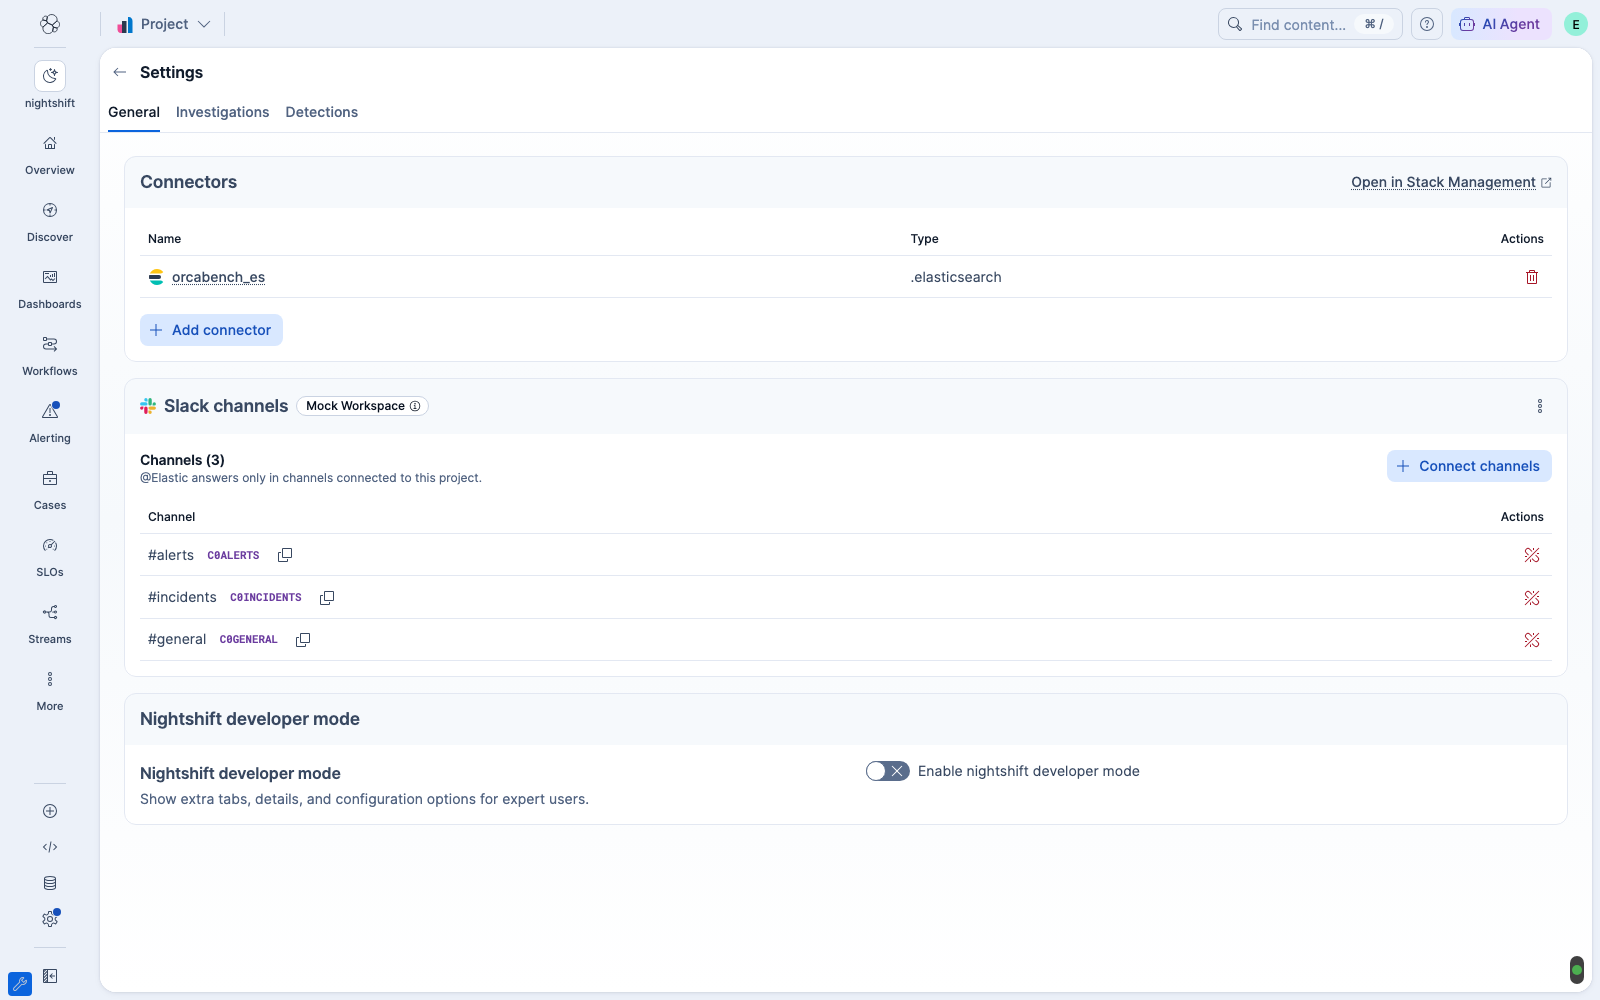 Project
Find content...
⌘ /
AI Agent
E
nightshift
Overview
Discover
Dashboards
Workflows
Alerting
Cases
SLOs
Streams
More
Settings
General
Investigations
Detections
Connectors
Open in Stack Management
Name
Type
Actions
orcabench_es
.elasticsearch
Add connector
Slack channels
Mock Workspace
Channels (3)
@Elastic answers only in channels connected to this project.
Connect channels
Channel
Actions
#alerts C0ALERTS
#incidents C0INCIDENTS
#general C0GENERAL
Nightshift developer mode
Nightshift developer mode
Show extra tabs, details, and configuration options for expert users.
Enable nightshift developer mode